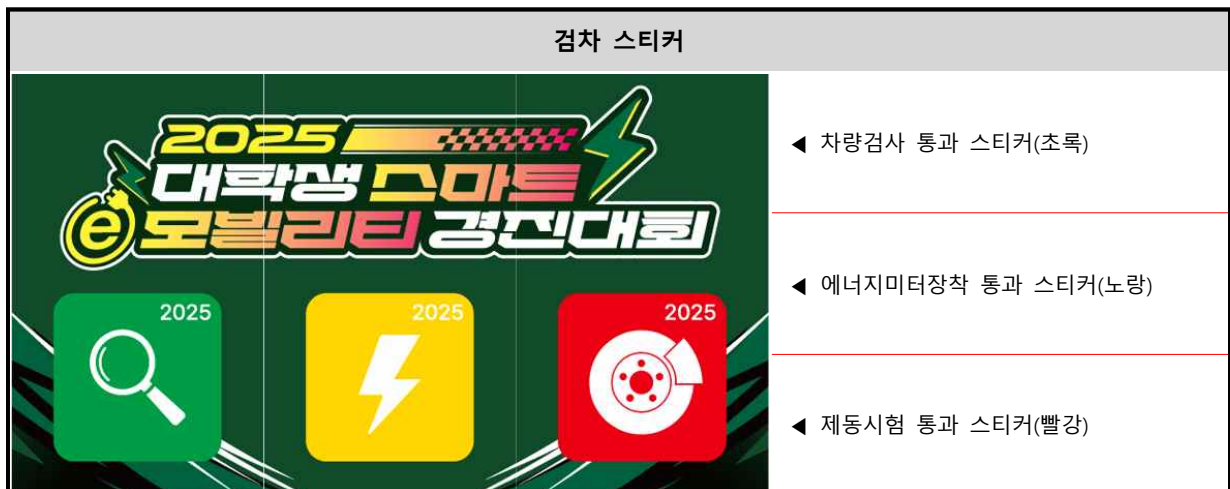 검차 스티커
2025
대학생 스마트
e 모빌리티 경진대회
2025
2025
2025
◀ 차량검사 통과 스티커(초록)
◀ 에너지미터장착 통과 스티커(노랑)
◀ 제동시험 통과 스티커(빨강)